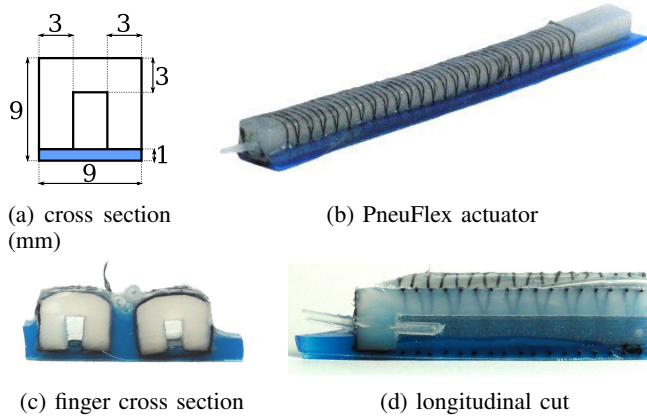 3 3
3
9
1
9
(a) cross section
(mm)
(b) PneuFlex actuator
(c) finger cross section
(d) longitudinal cut